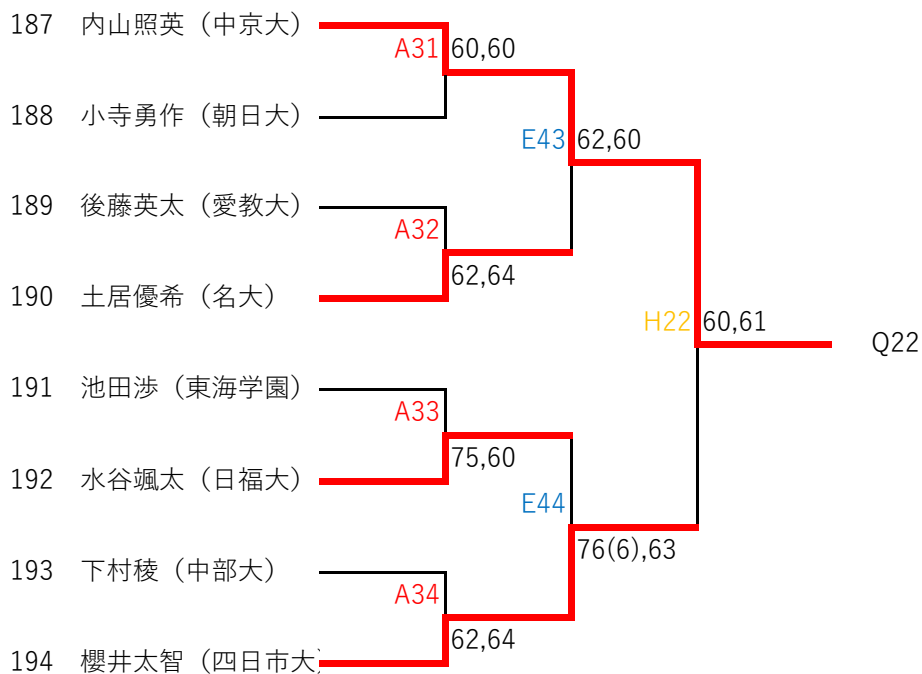 187 内山照英（中京大）
A31 60,60
188 小寺勇作（朝日大）
E43 62,60
189 後藤英太（愛教大）
A32
62,64
190 土居優希（名大）
H22 60,61
Q22
191 池田渉（東海学園）
A33
75,60
192 水谷颯太（日福大）
E44
76(6),63
193 下村稜（中部大）
A34
62,64
194 櫻井太智（四日市大）